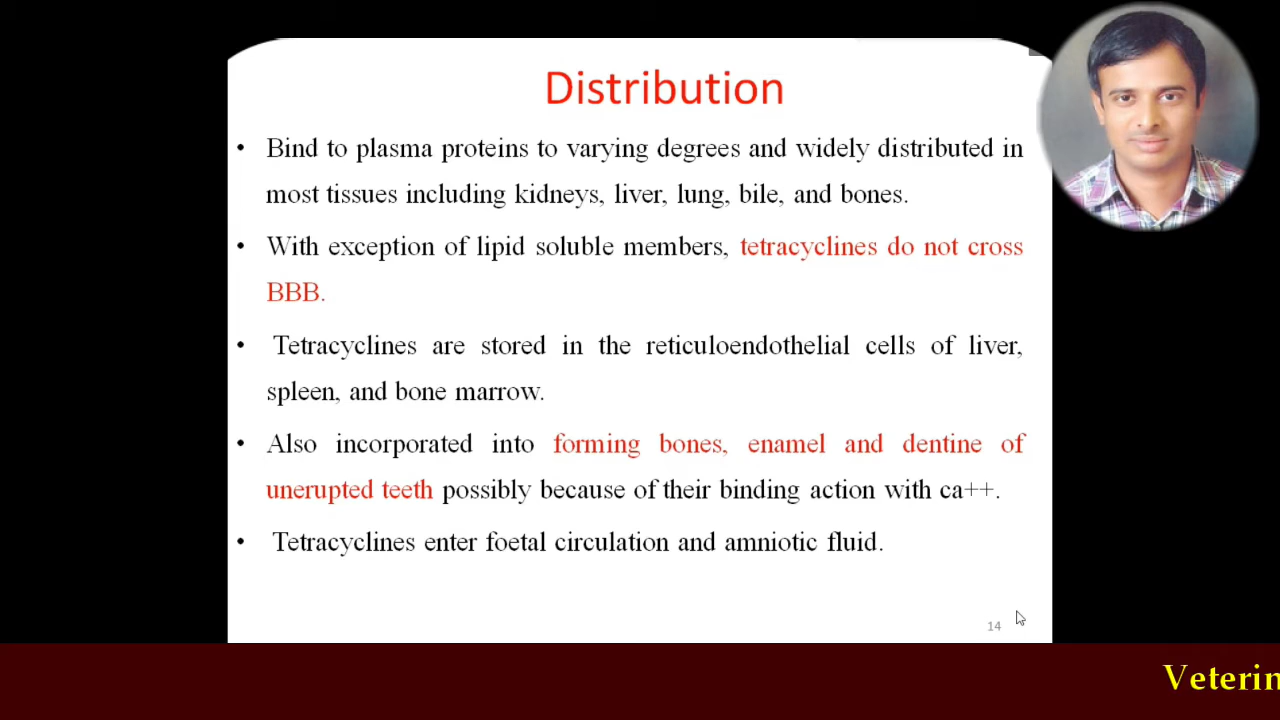 Distribution
• Bind to plasma proteins to varying degrees and widely distributed in
most tissues including kidneys, liver, lung, bile, and bones.
• With exception of lipid soluble members, tetracyclines do not cross
BBB.
• Tetracyclines are stored in the reticuloendothelial cells of liver,
spleen, and bone marrow.
• Also incorporated into forming bones, enamel and dentine of
unerupted teeth possibly because of their binding action with ca++.
• Tetracyclines enter foetal circulation and amniotic fluid.
14
Veterin